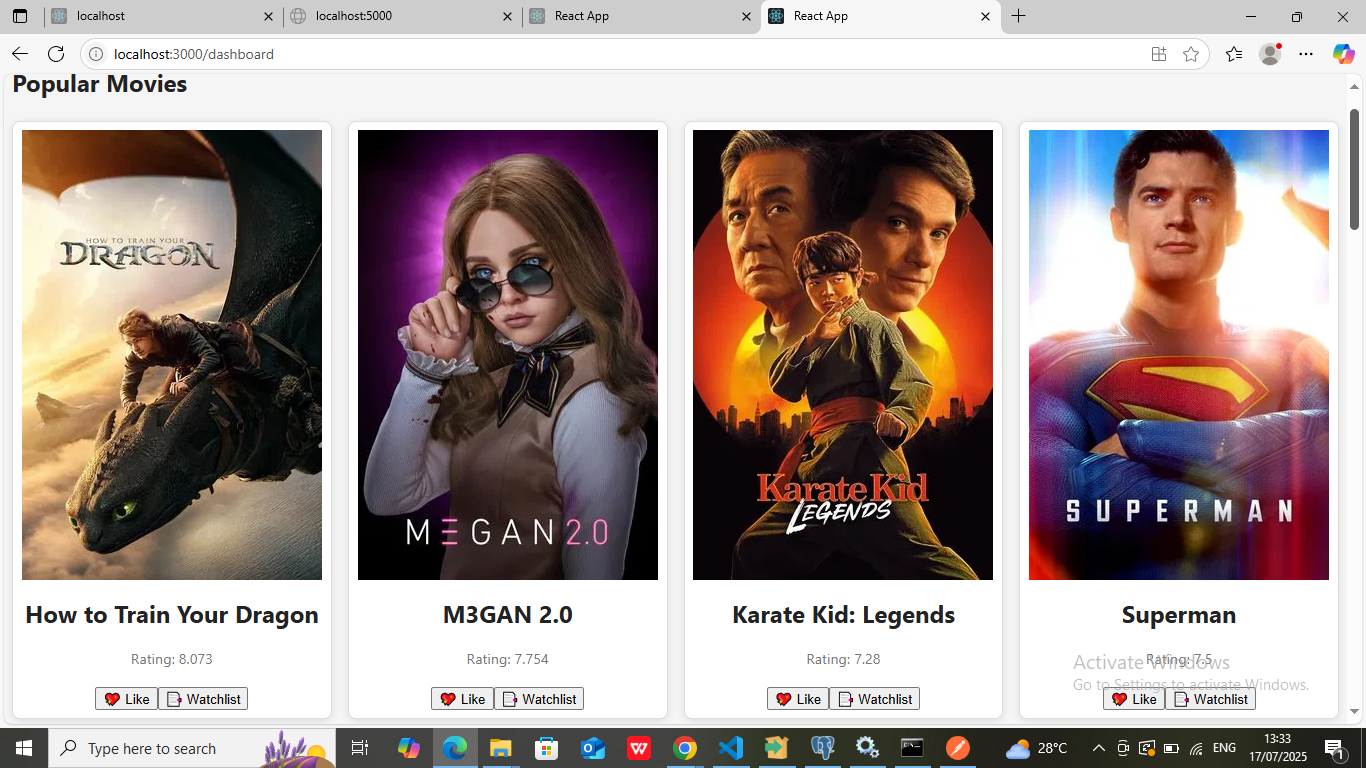 localhost
localhost:5000
React App
React App
localhost:3000/dashboard
Popular Movies
HOW TO TRAIN YOUR
DRAGON
M3GAN 2.0
Karate Kid
LEGENDS
SUPERMAN
How to Train Your Dragon
M3GAN 2.0
Karate Kid: Legends
Superman
Rating: 8.073
Rating: 7.754
Rating: 7.28
Rating: 7.5
Activate Windows
Go to Settings to activate Windows.
Like Watchlist
Like Watchlist
Like Watchlist
Like Watchlist
Type here to search
28°C
ENG
13:33
17/07/2025
1